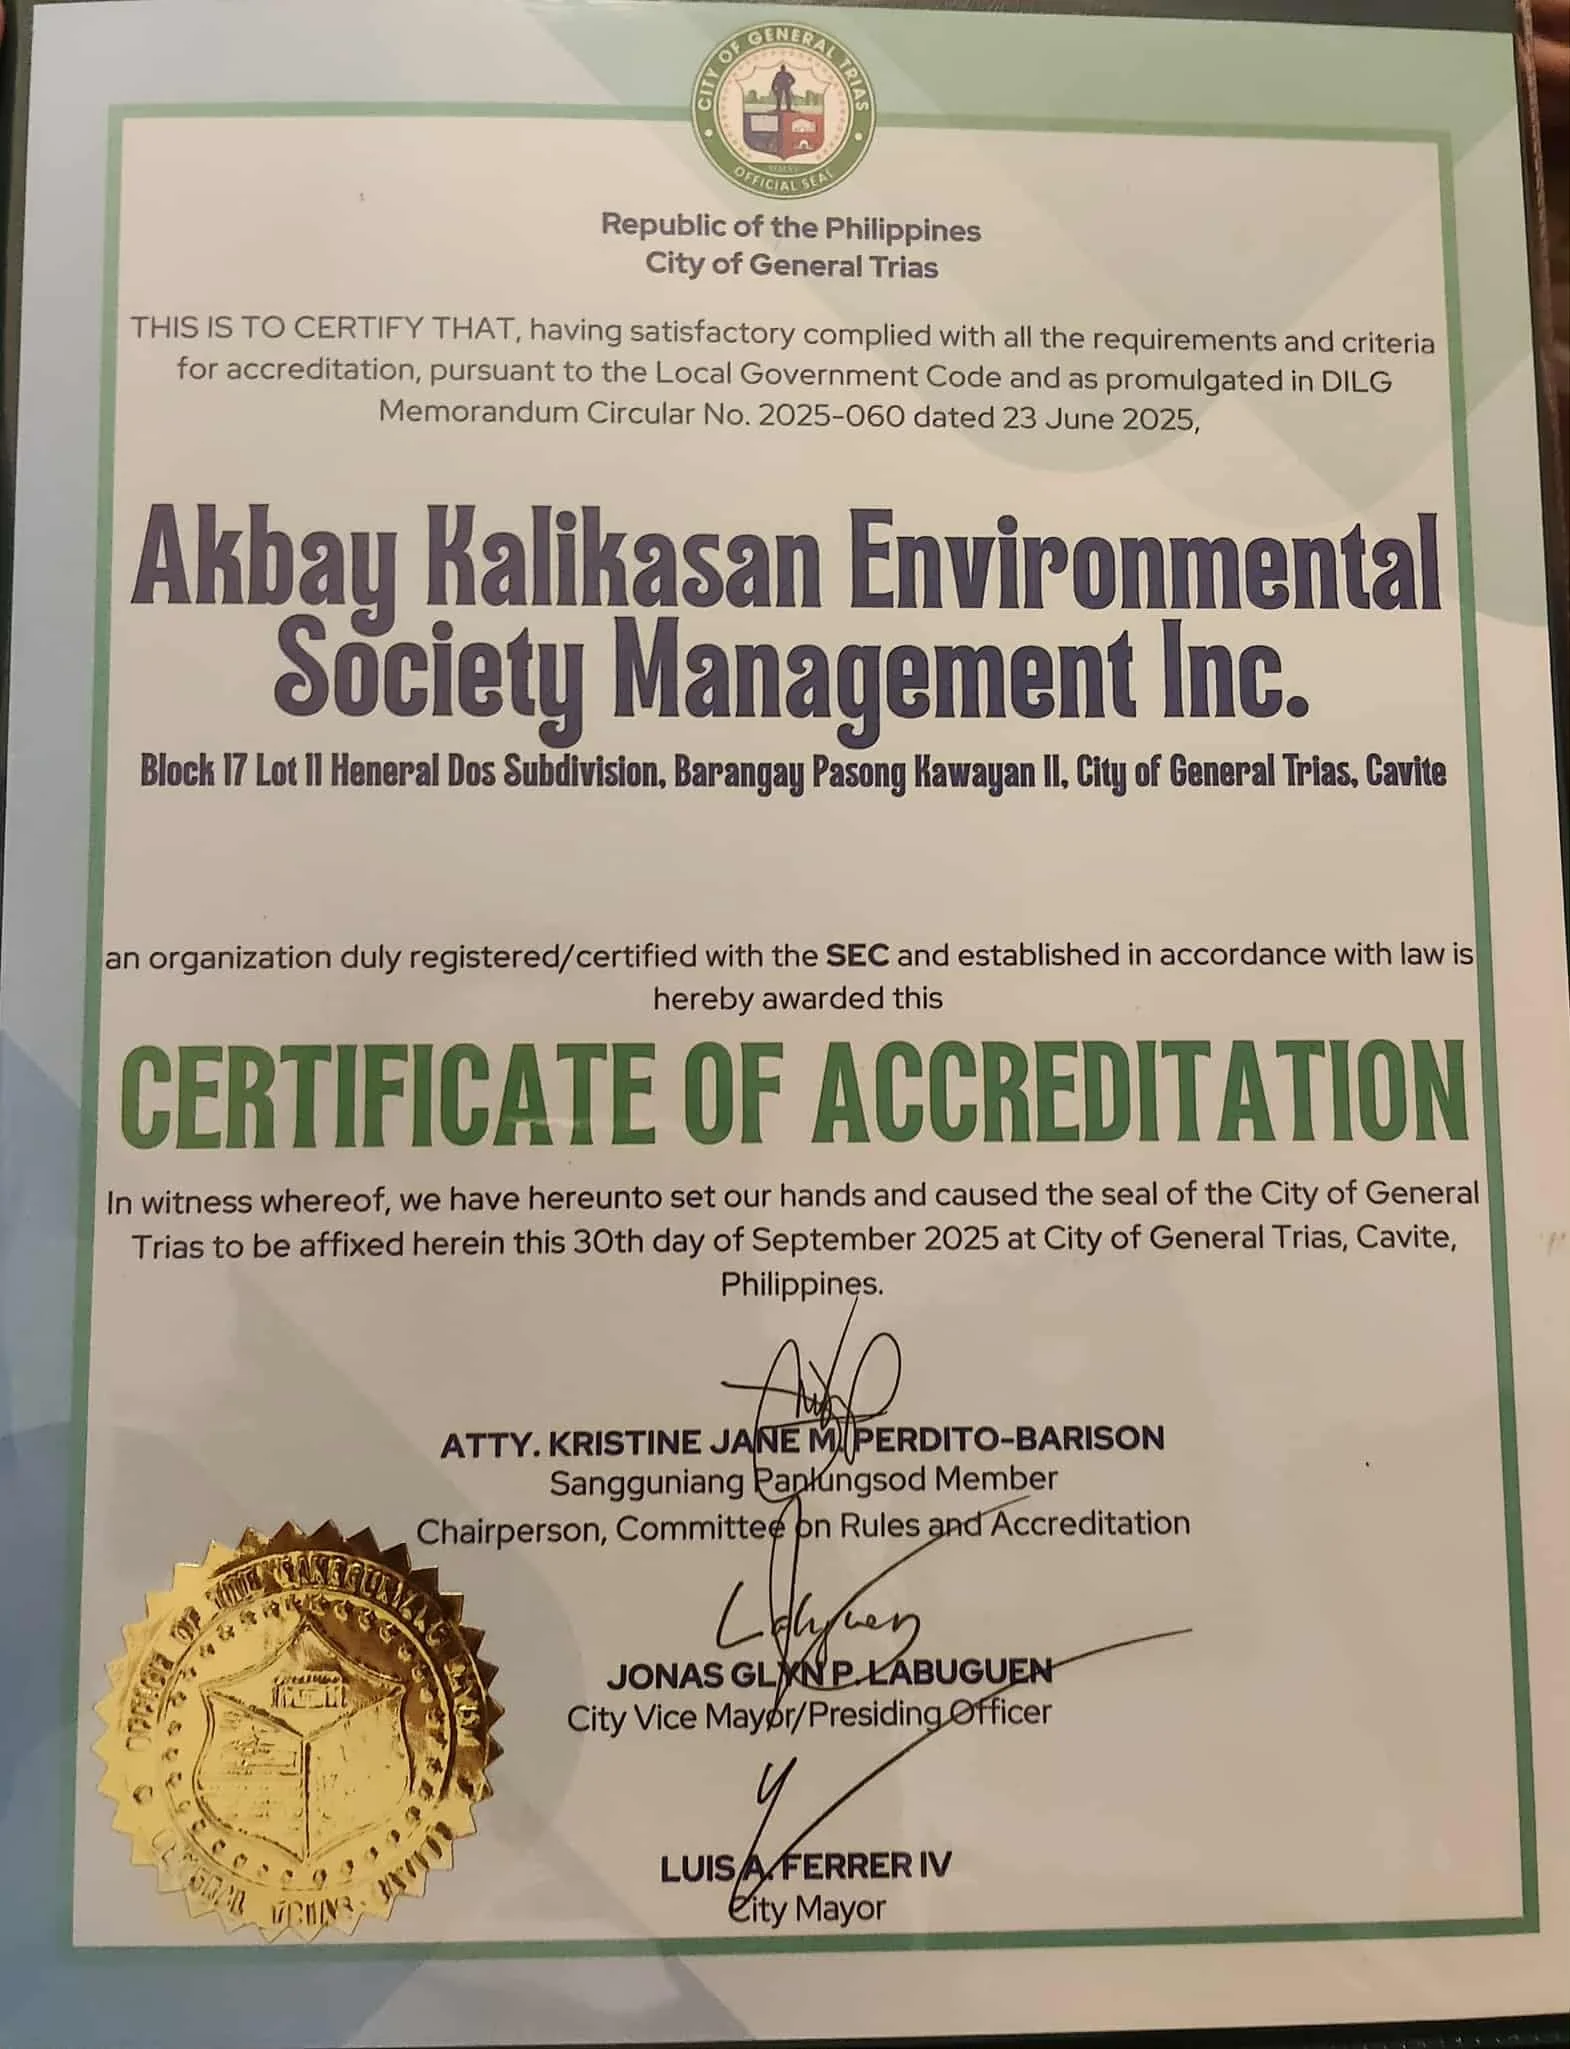 CITY OF GENERAL TRIAS
OFFICIAL SEAL
Republic of the Philippines
City of General Trias
THIS IS TO CERTIFY THAT, having satisfactory complied with all the requirements and criteria
for accreditation, pursuant to the Local Government Code and as promulgated in DILG
Memorandum Circular No. 2025-060 dated 23 June 2025,
Akbay Kalikasan Environmental
Society Management Inc.
Block 17 Lot 11 Heneral Dos Subdivision, Barangay Pasong Kawayan II, City of General Trias, Cavite
an organization duly registered/certified with the SEC and established in accordance with law is
hereby awarded this
CERTIFICATE OF ACCREDITATION
In witness whereof, we have hereunto set our hands and caused the seal of the City of General
Trias to be affixed herein this 30th day of September 2025 at City of General Trias, Cavite,
Philippines.
ATTY. KRISTINE JANE M. PERDITO-BARISON
Sangguniang Panlungsod Member
Chairperson, Committee on Rules and Accreditation
JONAS GLYN P. LABUGUEN
City Vice Mayor/Presiding Officer
LUIS A. FERRER IV
City Mayor
OFFICE OF THE